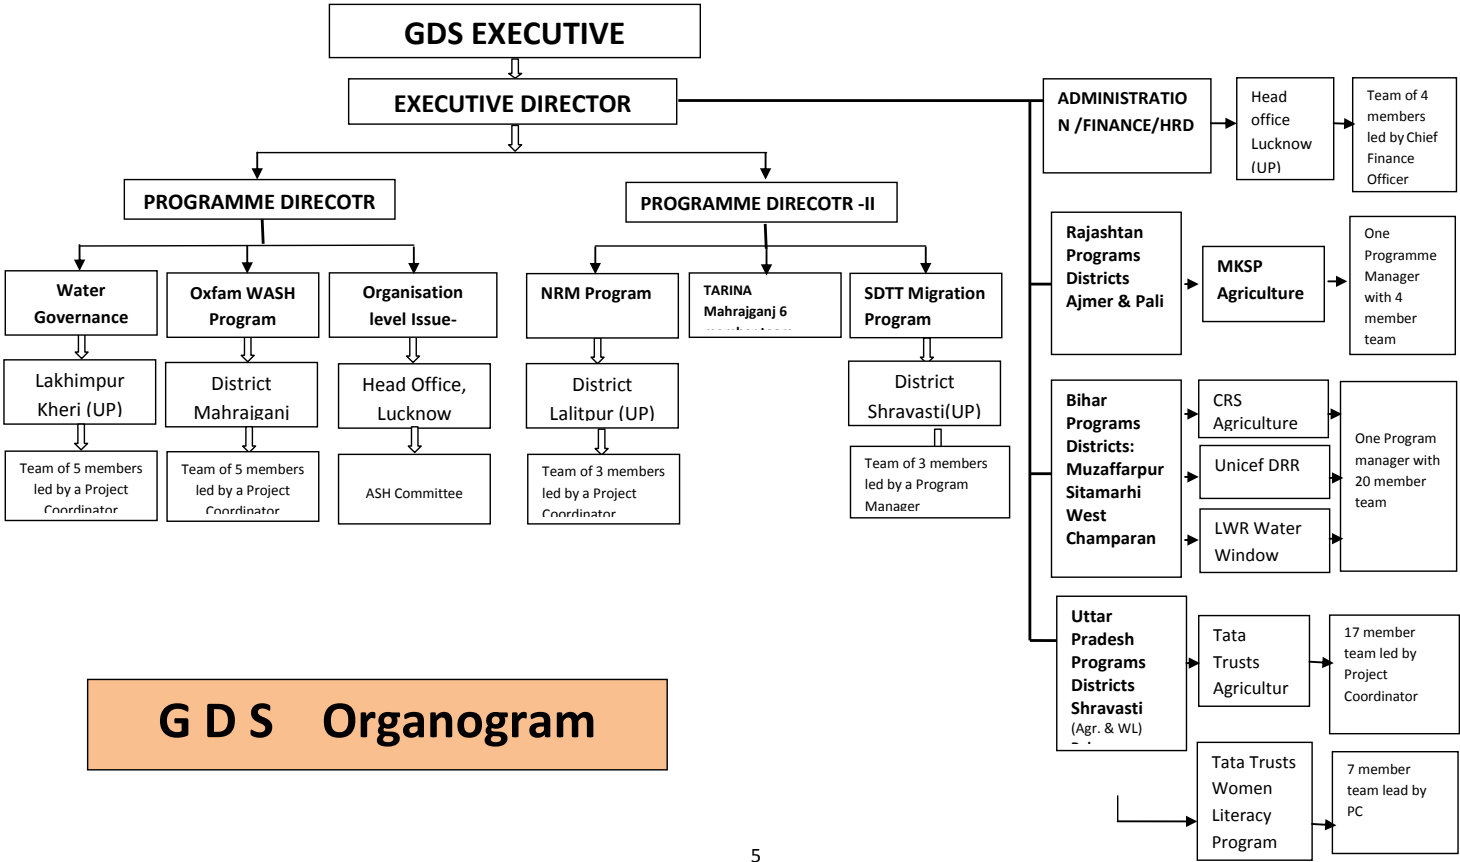 GDS EXECUTIVE
EXECUTIVE DIRECTOR
PROGRAMME DIRECOTR
PROGRAMME DIRECOTR -II
Water
Governance
Oxfam WASH
Program
Organisation
level Issue-
NRM Program
TARINA
Mahrajganj 6
SDTT Migration
Program
Lakhimpur
Kheri (UP)
District
Mahrajganj
Head Office,
Lucknow
District
Lalitpur (UP)
District
Shravasti(UP)
Team of 5 members
led by a Project
Coordinator
Team of 5 members
led by a Project
Coordinator
ASH Committee
Team of 3 members
led by a Project
Coordinator
Team of 3 members
led by a Program
Manager
ADMINISTRATIO
N /FINANCE/HRD
Head
office
Lucknow
(UP)
Team of 4
members
led by Chief
Finance
Officer
Rajashtan
Programs
Districts
Ajmer & Pali
MKSP
Agriculture
One
Programme
Manager
with 4
member
team
Bihar
Programs
Districts:
Muzaffarpur
Sitamarhi
West
Champaran
CRS
Agriculture
Unicef DRR
LWR Water
Window
One Program
manager with
20 member
team
Uttar
Pradesh
Programs
Districts
Shravasti
(Agr. & WL)
Tata
Trusts
Agricultur
17 member
team led by
Project
Coordinator
Tata Trusts
Women
Literacy
Program
7 member
team lead by
PC
G D S Organogram
5